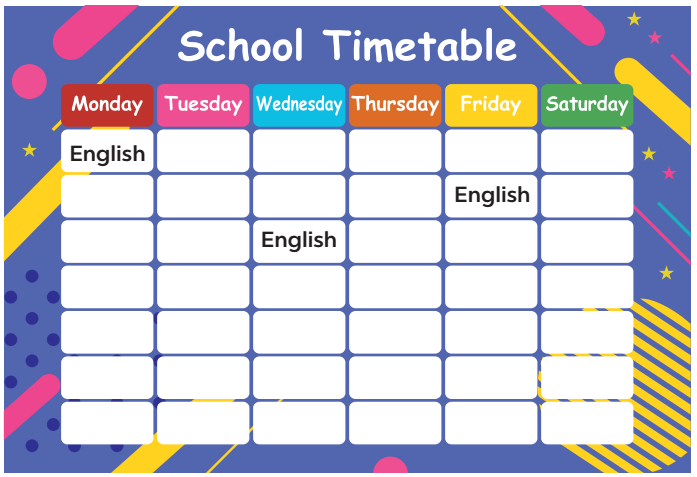 School Timetable
Monday Tuesday Wednesday Thursday Friday Saturday
English
English
English